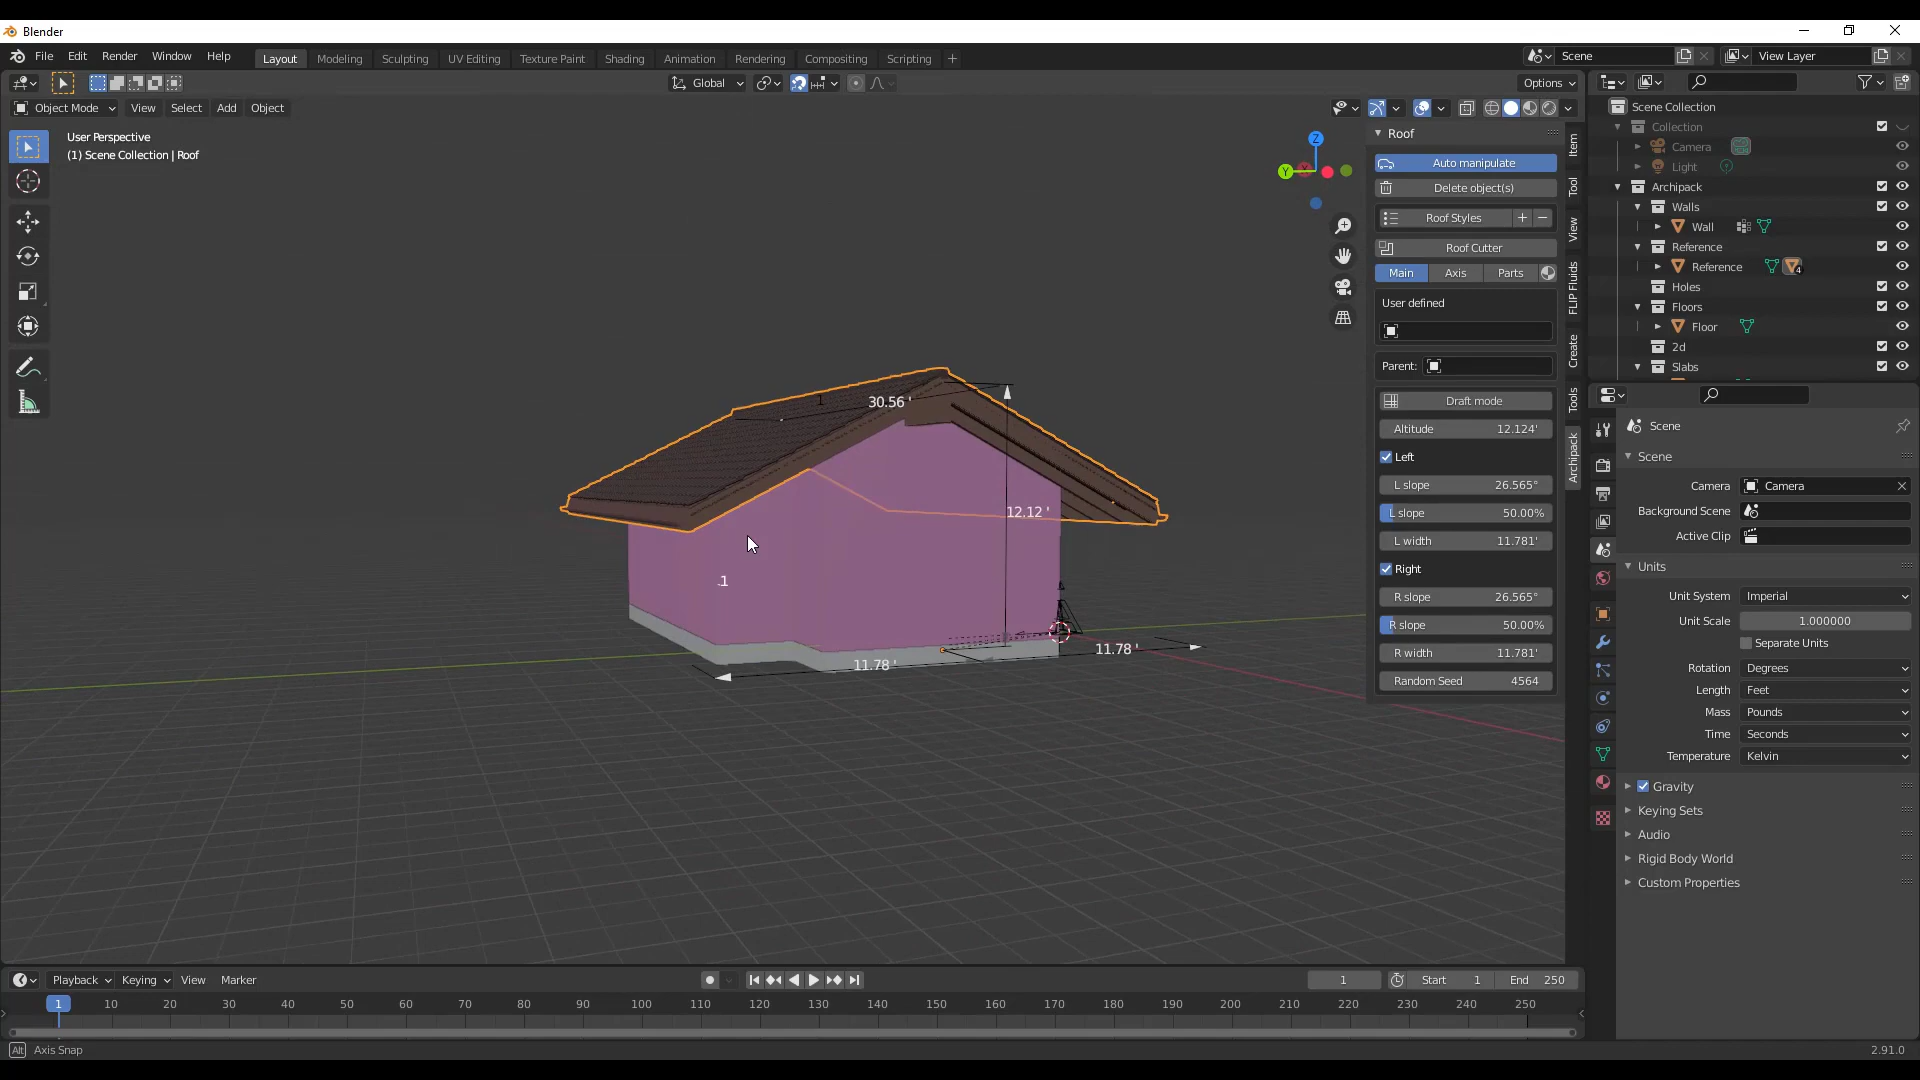 Blender
File Edit Render Window Help
Layout Modeling Sculpting UV Editing Texture Paint Shading Animation Rendering Compositing Scripting +
Scene
View Layer
Global
Options
Object Mode View Select Add Object
User Perspective
(1) Scene Collection | Roof
Z
Y
30.56 '
1
12.12 '
.1
11.78 '
11.78 '
Roof
Auto manipulate
Delete object(s)
Roof Styles + −
Roof Cutter
Main Axis Parts
User defined
Parent:
Draft mode
Altitude 12.124'
Left
L slope 26.565°
L slope 50.00%
L width 11.781'
Right
R slope 26.565°
R slope 50.00%
R width 11.781'
Random Seed 4564
Item
Tool
View
FLIP Fluids
Create
Tools
Archipack
Scene Collection
Collection
Camera
Light
Archipack
Walls
Wall
Reference
Reference 4
Holes
Floors
Floor
2d
Slabs
Scene
Scene
Camera Camera
Background Scene
Active Clip
Units
Unit System Imperial
Unit Scale 1.000000
Separate Units
Rotation Degrees
Length Feet
Mass Pounds
Time Seconds
Temperature Kelvin
Gravity
Keying Sets
Audio
Rigid Body World
Custom Properties
Playback Keying View Marker
1 Start 1 End 250
1 10 20 30 40 50 60 70 80 90 100 110 120 130 140 150 160 170 180 190 200 210 220 230 240 250
Alt Axis Snap
2.91.0